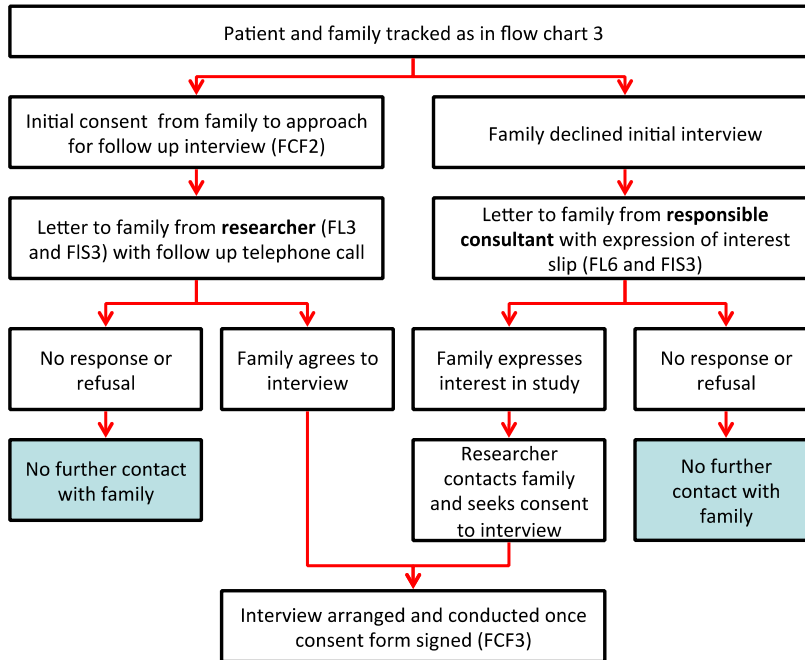 Patient and family tracked as in flow chart 3
Initial consent from family to approach
for follow up interview (FCF2)
Family declined initial interview
Letter to family from researcher (FL3
and FIS3) with follow up telephone call
Letter to family from responsible
consultant with expression of interest
slip (FL6 and FIS3)
No response or
refusal
Family agrees to
interview
Family expresses
interest in study
No response or
refusal
No further contact
with family
Researcher
contacts family
and seeks consent
to interview
No further
contact with
family
Interview arranged and conducted once
consent form signed (FCF3)